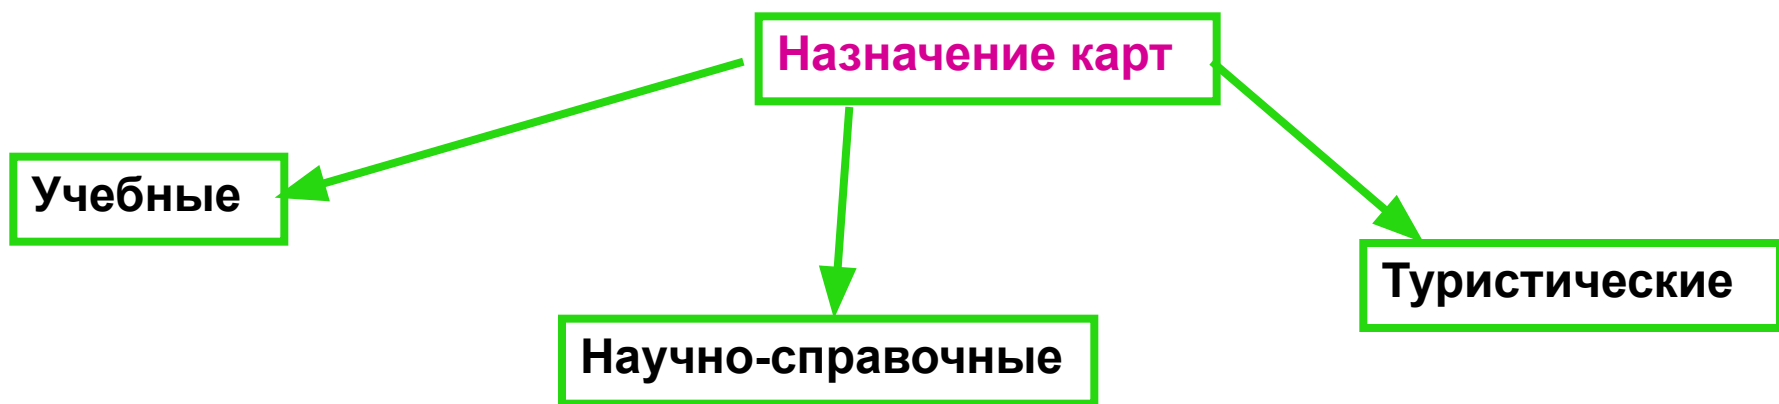 Назначение карт
Учебные
Туристические
Научно-справочные